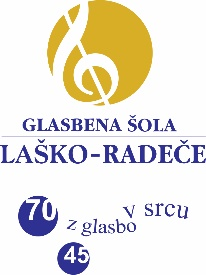 GLASBENA ŠOLA
LAŠKO-RADEČE
70 z glasbo v srcu
45